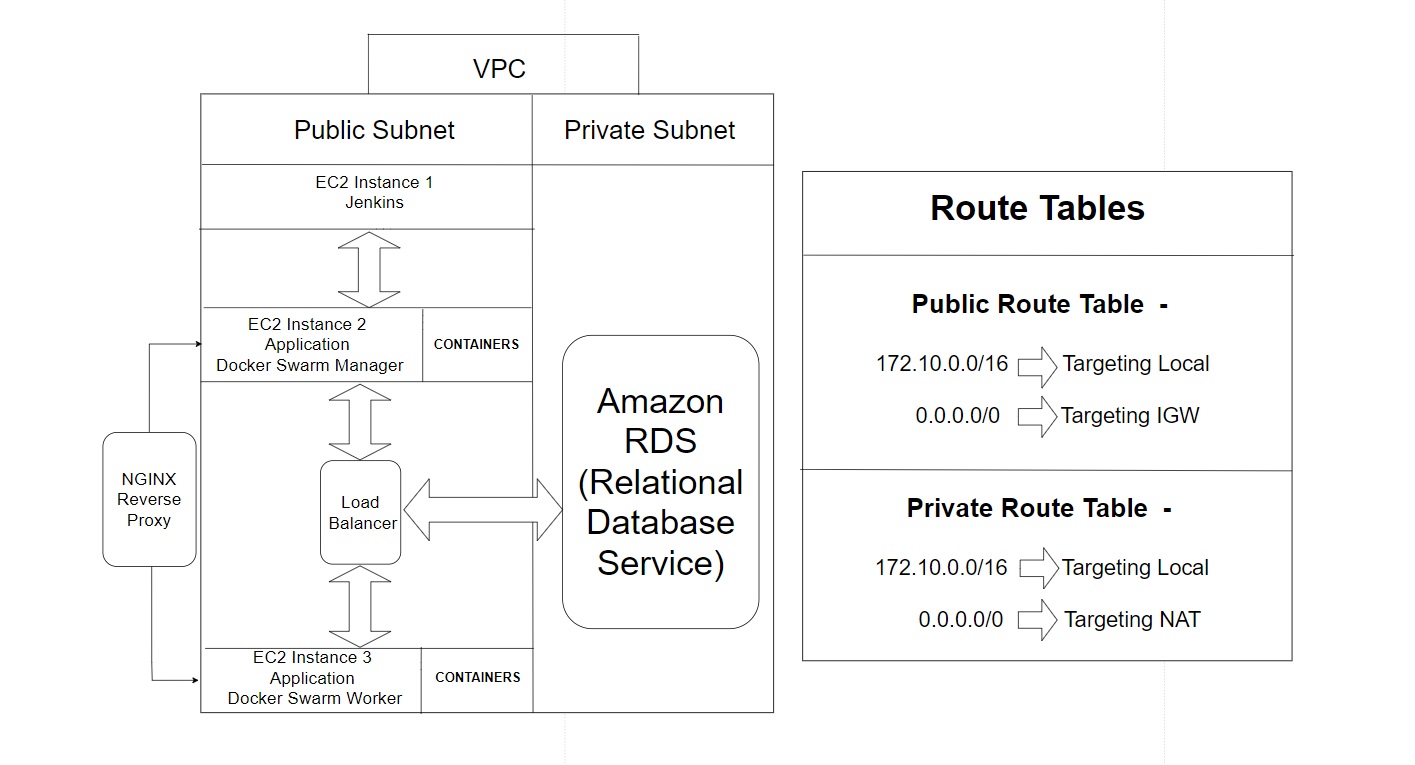 VPC
Public Subnet
Private Subnet
EC2 Instance 1
Jenkins
EC2 Instance 2
Application
Docker Swarm Manager
CONTAINERS
NGINX
Reverse
Proxy
Load
Balancer
Amazon
RDS
(Relational
Database
Service)
EC2 Instance 3
Application
Docker Swarm Worker
CONTAINERS
Route Tables
Public Route Table -
172.10.0.0/16 Targeting Local
0.0.0.0/0 Targeting IGW
Private Route Table -
172.10.0.0/16 Targeting Local
0.0.0.0/0 Targeting NAT